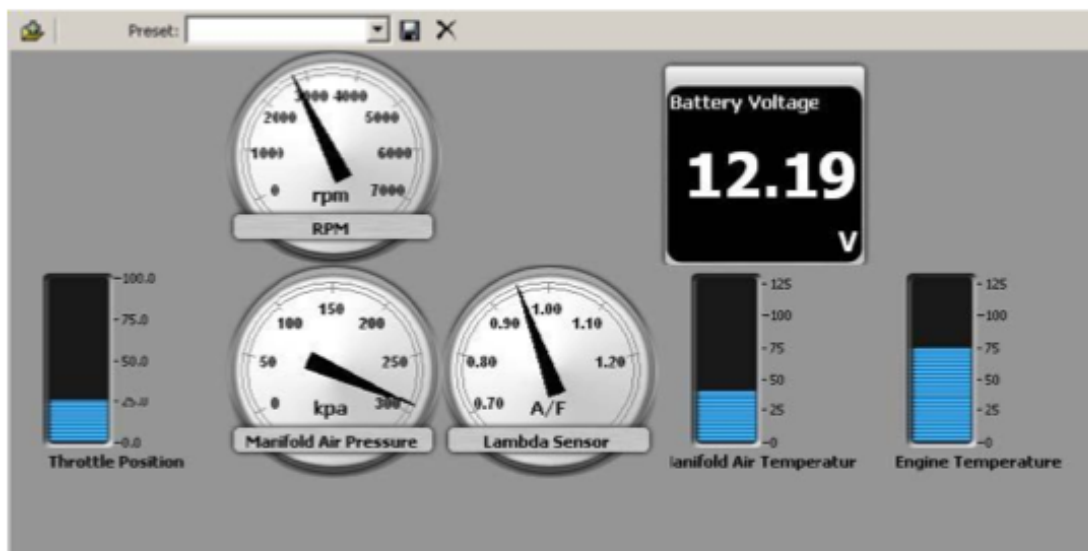 Preset:
3000 4000
2000 5000
1000 6000
0 7000
rpm
RPM
Battery Voltage
12.19
V
100.0
75.0
50.0
25.0
0.0
Throttle Position
150
100 200
50 250
0 300
kpa
Manifold Air Pressure
1.00
0.90 1.10
0.80 1.20
0.70
A/F
Lambda Sensor
125
100
75
50
25
0
lanifold Air Temperatur
125
100
75
50
25
0
Engine Temperature